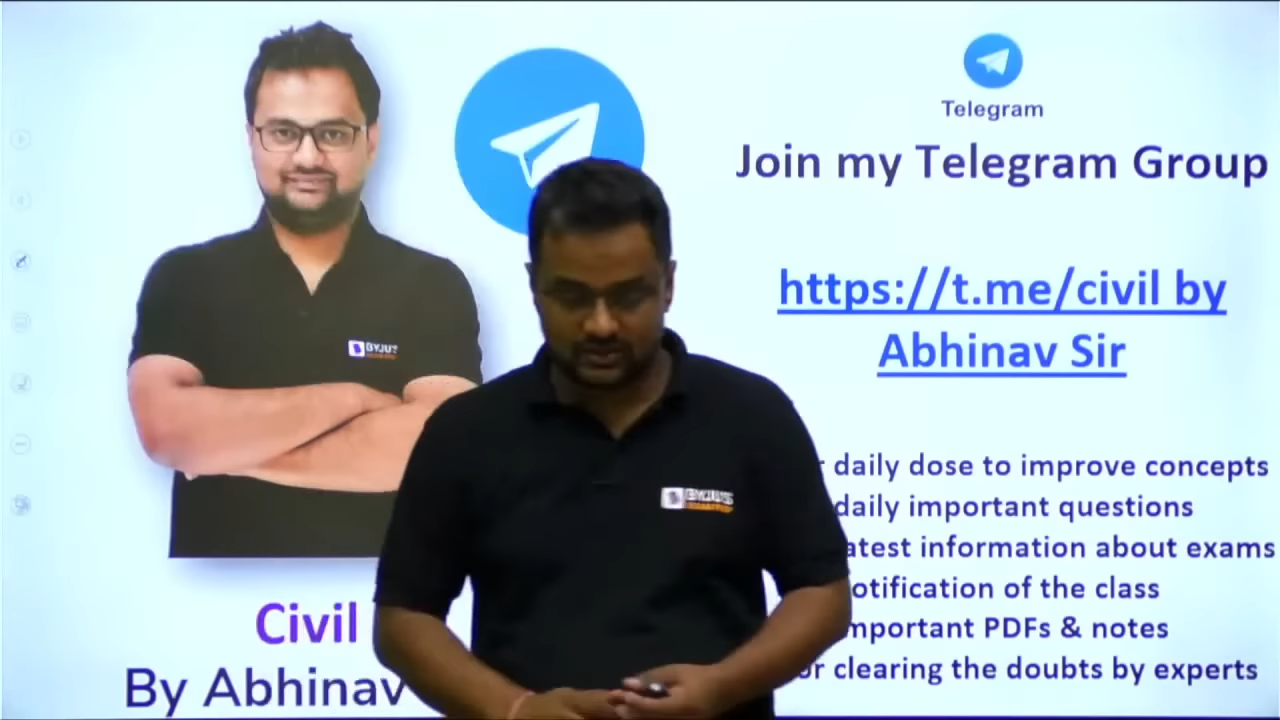 Telegram
Join my Telegram Group
https://t.me/civil by
Abhinav Sir
daily dose to improve concepts
daily important questions
atest information about exams
otification of the class
mportant PDFs & notes
or clearing the doubts by experts
BYJU'S
BYJU'S
Civil
By Abhinav